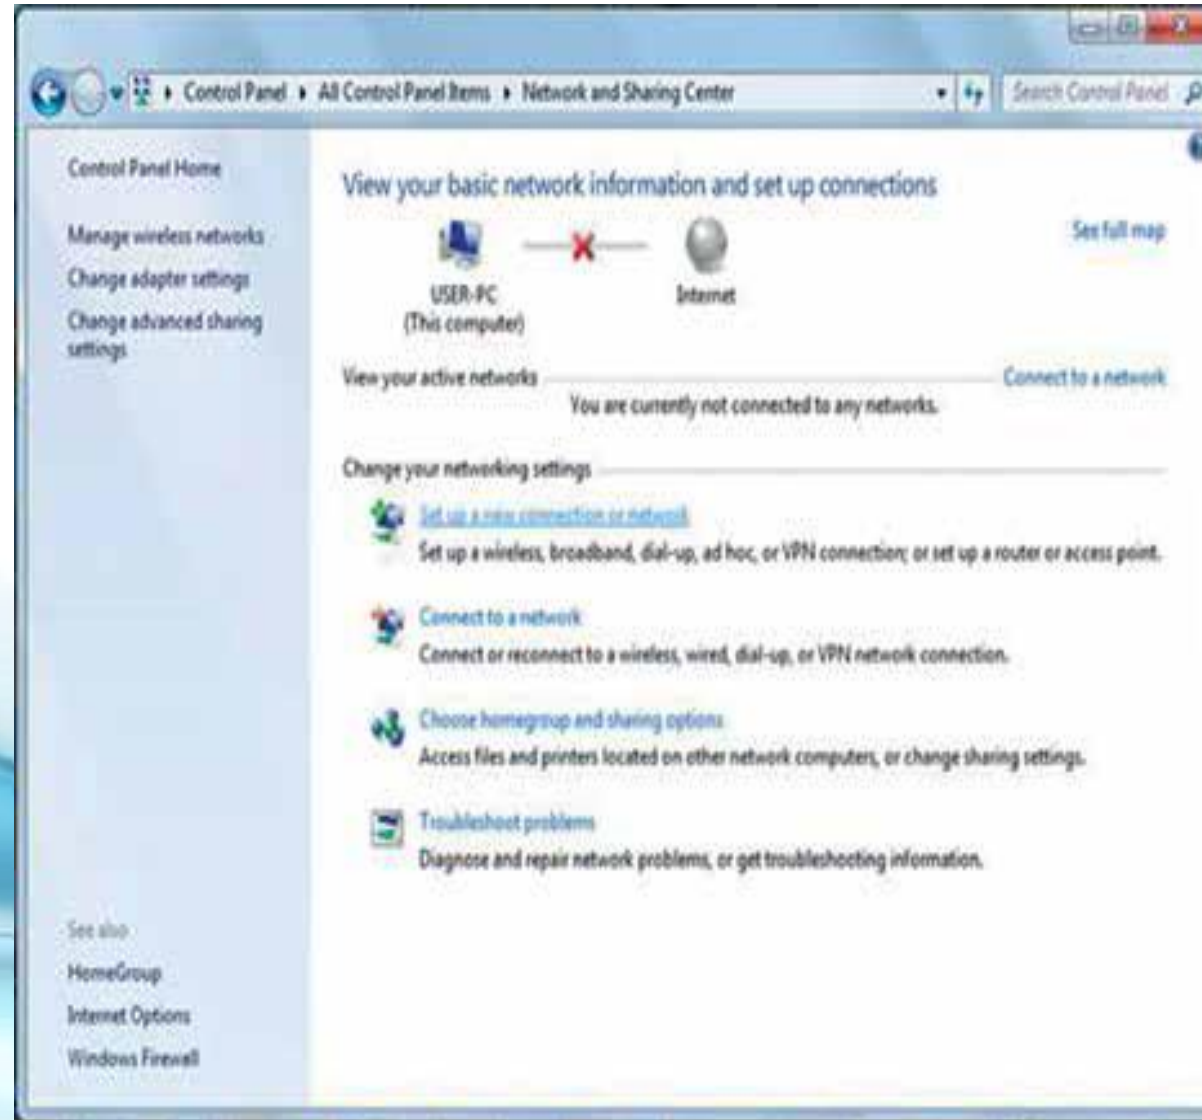 Control Panel ▸ All Control Panel Items ▸ Network and Sharing Center
Search Control Panel
Control Panel Home
Manage wireless networks
Change adapter settings
Change advanced sharing
settings
View your basic network information and set up connections
See full map
USER-PC
(This computer)
Internet
View your active networks
Connect to a network
You are currently not connected to any networks.
Change your networking settings
Set up a new connection or network
Set up a wireless, broadband, dial-up, ad hoc, or VPN connection; or set up a router or access point.
Connect to a network
Connect or reconnect to a wireless, wired, dial-up, or VPN network connection.
Choose homegroup and sharing options
Access files and printers located on other network computers, or change sharing settings.
Troubleshoot problems
Diagnose and repair network problems, or get troubleshooting information.
See also
HomeGroup
Internet Options
Windows Firewall